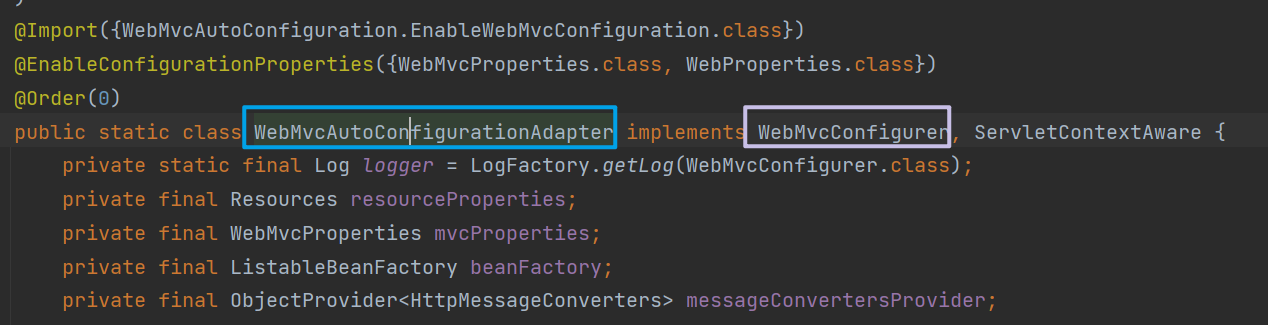 @Import({WebMvcAutoConfiguration.EnableWebMvcConfiguration.class})
@EnableConfigurationProperties({WebMvcProperties.class, WebProperties.class})
@Order(0)
public static class WebMvcAutoConfigurationAdapter implements WebMvcConfigurer, ServletContextAware {
private static final Log logger = LogFactory.getLog(WebMvcConfigurer.class);
private final Resources resourceProperties;
private final WebMvcProperties mvcProperties;
private final ListableBeanFactory beanFactory;
private final ObjectProvider<HttpMessageConverters> messageConvertersProvider;